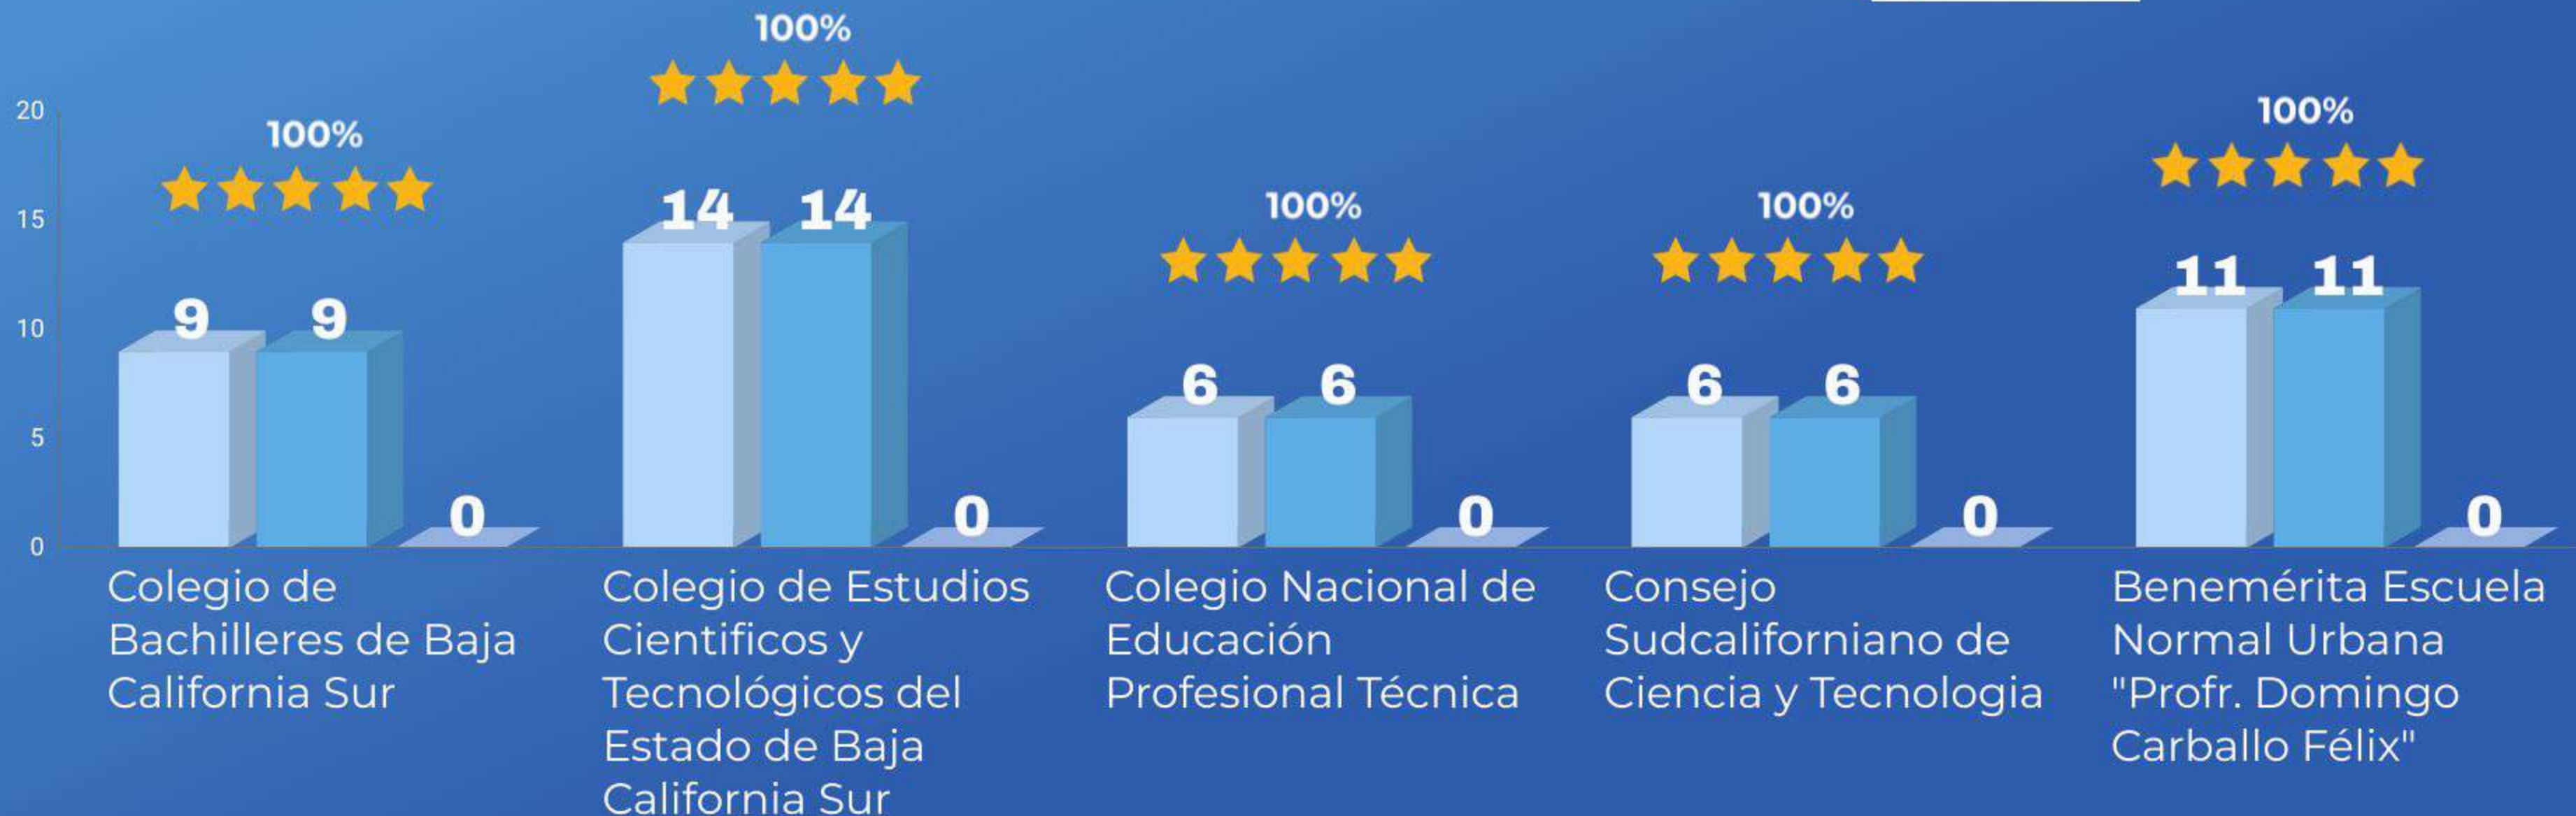 100%
100%
100%
100%
100%
20
15
10
5
0
9 9 0
14 14 0
6 6 0
6 6 0
11 11 0
Colegio de
Bachilleres de Baja
California Sur
Colegio de Estudios
Cientificos y
Tecnológicos del
Estado de Baja
California Sur
Colegio Nacional de
Educación
Profesional Técnica
Consejo
Sudcaliforniano de
Ciencia y Tecnologia
Benemérita Escuela
Normal Urbana
"Profr. Domingo
Carballo Félix"